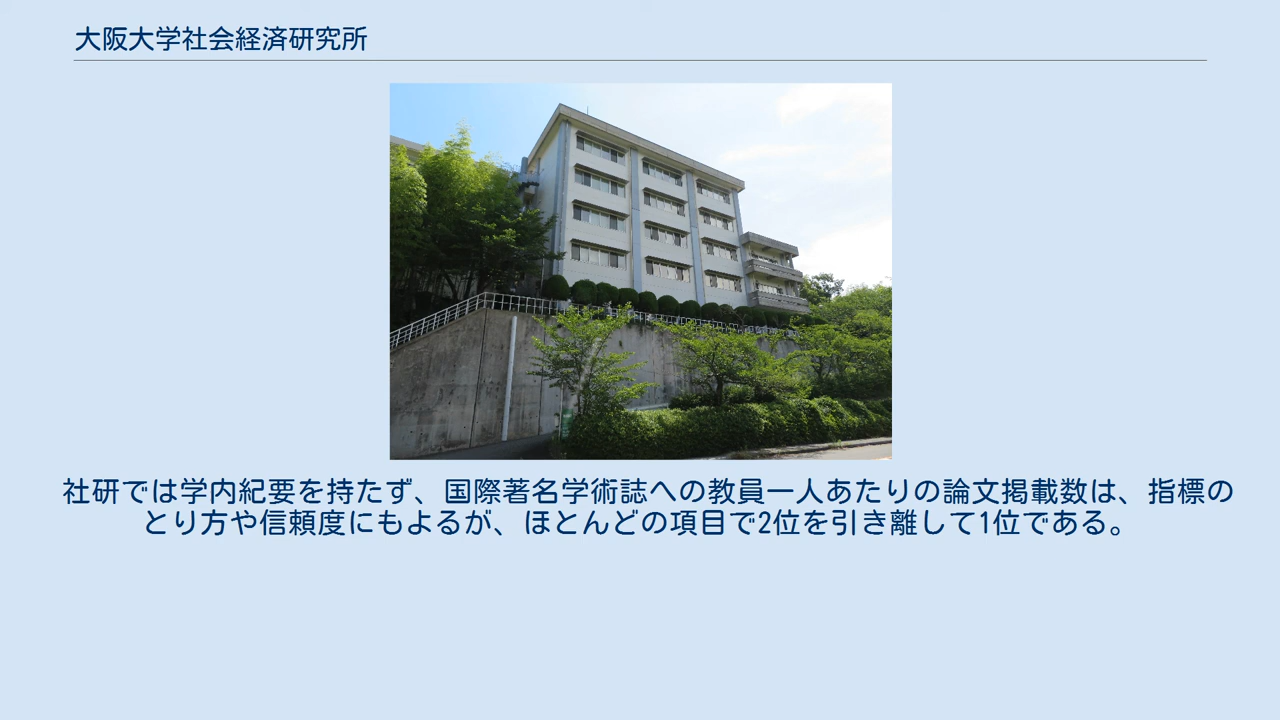 大阪大学社会経済研究所
社研では学内紀要を持たず、国際著名学術誌への教員一人あたりの論文掲載数は、指標の
とり方や信頼度にもよるが、ほとんどの項目で2位を引き離して1位である。